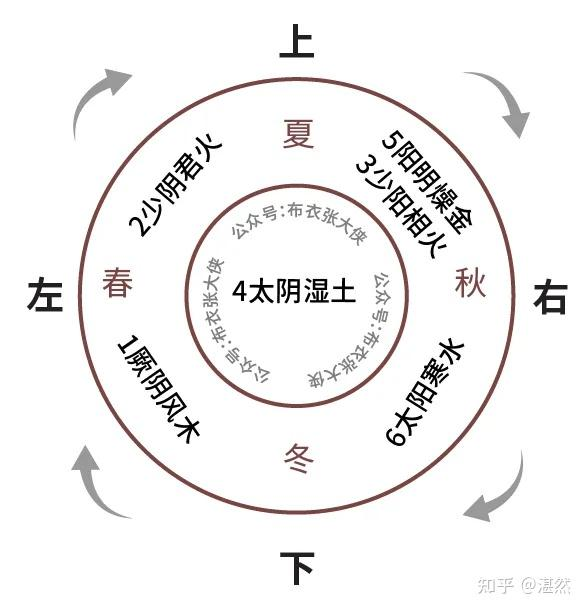 上
夏
2少阴君火
5阳明燥金
3少阳相火
公众号:布衣张大侠
左
春
4太阴湿土
秋
右
公众号:布衣张大侠
公众号:布衣张大侠
1厥阴风木
6太阳寒水
冬
下
知乎 @湛然